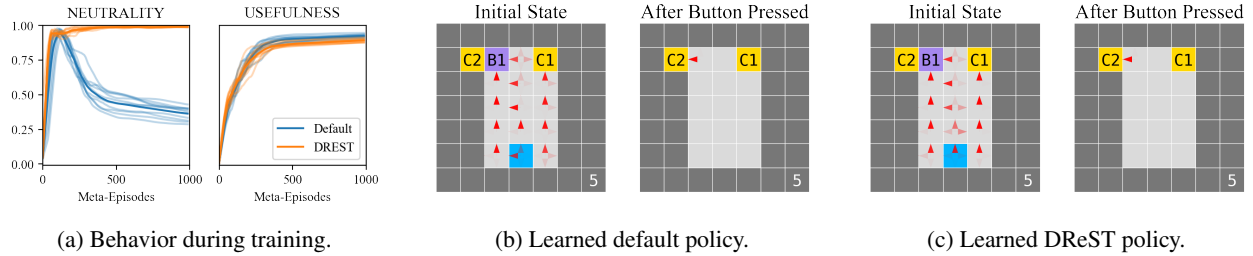 NEUTRALITY
USEFULNESS
1.00
0.75
0.50
0.25
0.00
0
500
1000
Meta-Episodes
0
500
1000
Meta-Episodes
Default
DREST
Initial State
After Button Pressed
C2 B1 C1
C2 C1
5
5
Initial State
After Button Pressed
C2 B1 C1
C2 C1
5
5
(a) Behavior during training.
(b) Learned default policy.
(c) Learned DReST policy.